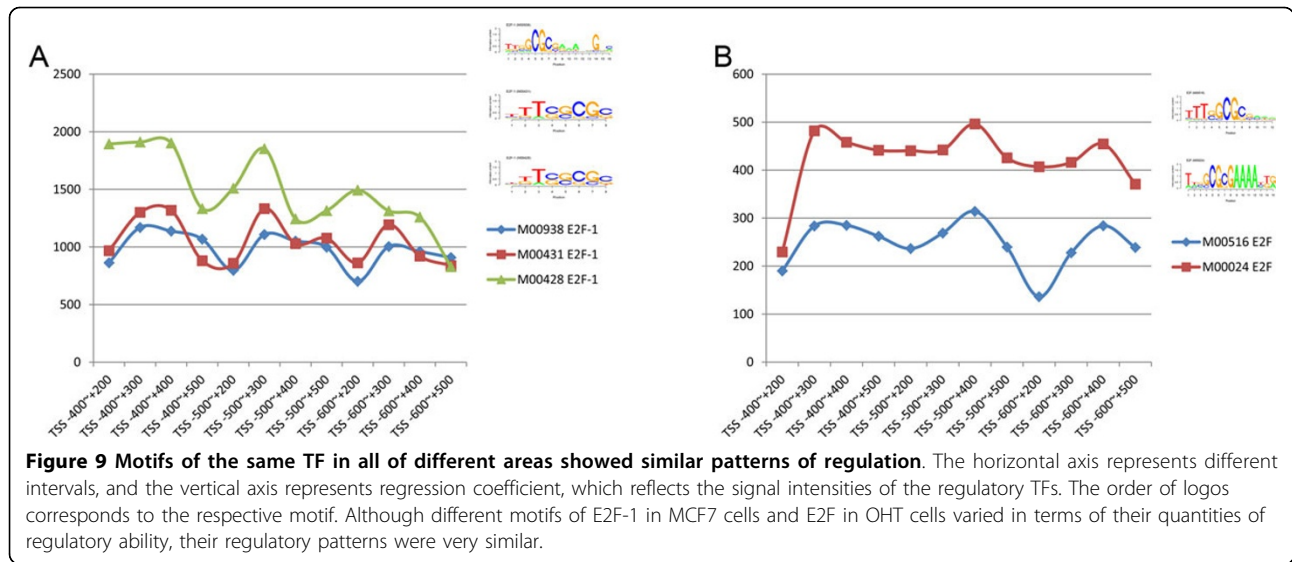 A
2500
2000
1500
1000
500
0
TSS -400~+200
TSS -400~+300
TSS -400~+400
TSS -400~+500
TSS -500~+200
TSS -500~+300
TSS -500~+400
TSS -500~+500
TSS -600~+200
TSS -600~+300
TSS -600~+400
TSS -600~+500
M00938 E2F-1
M00431 E2F-1
M00428 E2F-1
B
600
500
400
300
200
100
0
TSS -400~+200
TSS -400~+300
TSS -400~+400
TSS -400~+500
TSS -500~+200
TSS -500~+300
TSS -500~+400
TSS -500~+500
TSS -600~+200
TSS -600~+300
TSS -600~+400
TSS -600~+500
M00516 E2F
M00024 E2F
Figure 9 Motifs of the same TF in all of different areas showed similar patterns of regulation. The horizontal axis represents different
intervals, and the vertical axis represents regression coefficient, which reflects the signal intensities of the regulatory TFs. The order of logos
corresponds to the respective motif. Although different motifs of E2F-1 in MCF7 cells and E2F in OHT cells varied in terms of their quantities of
regulatory ability, their regulatory patterns were very similar.